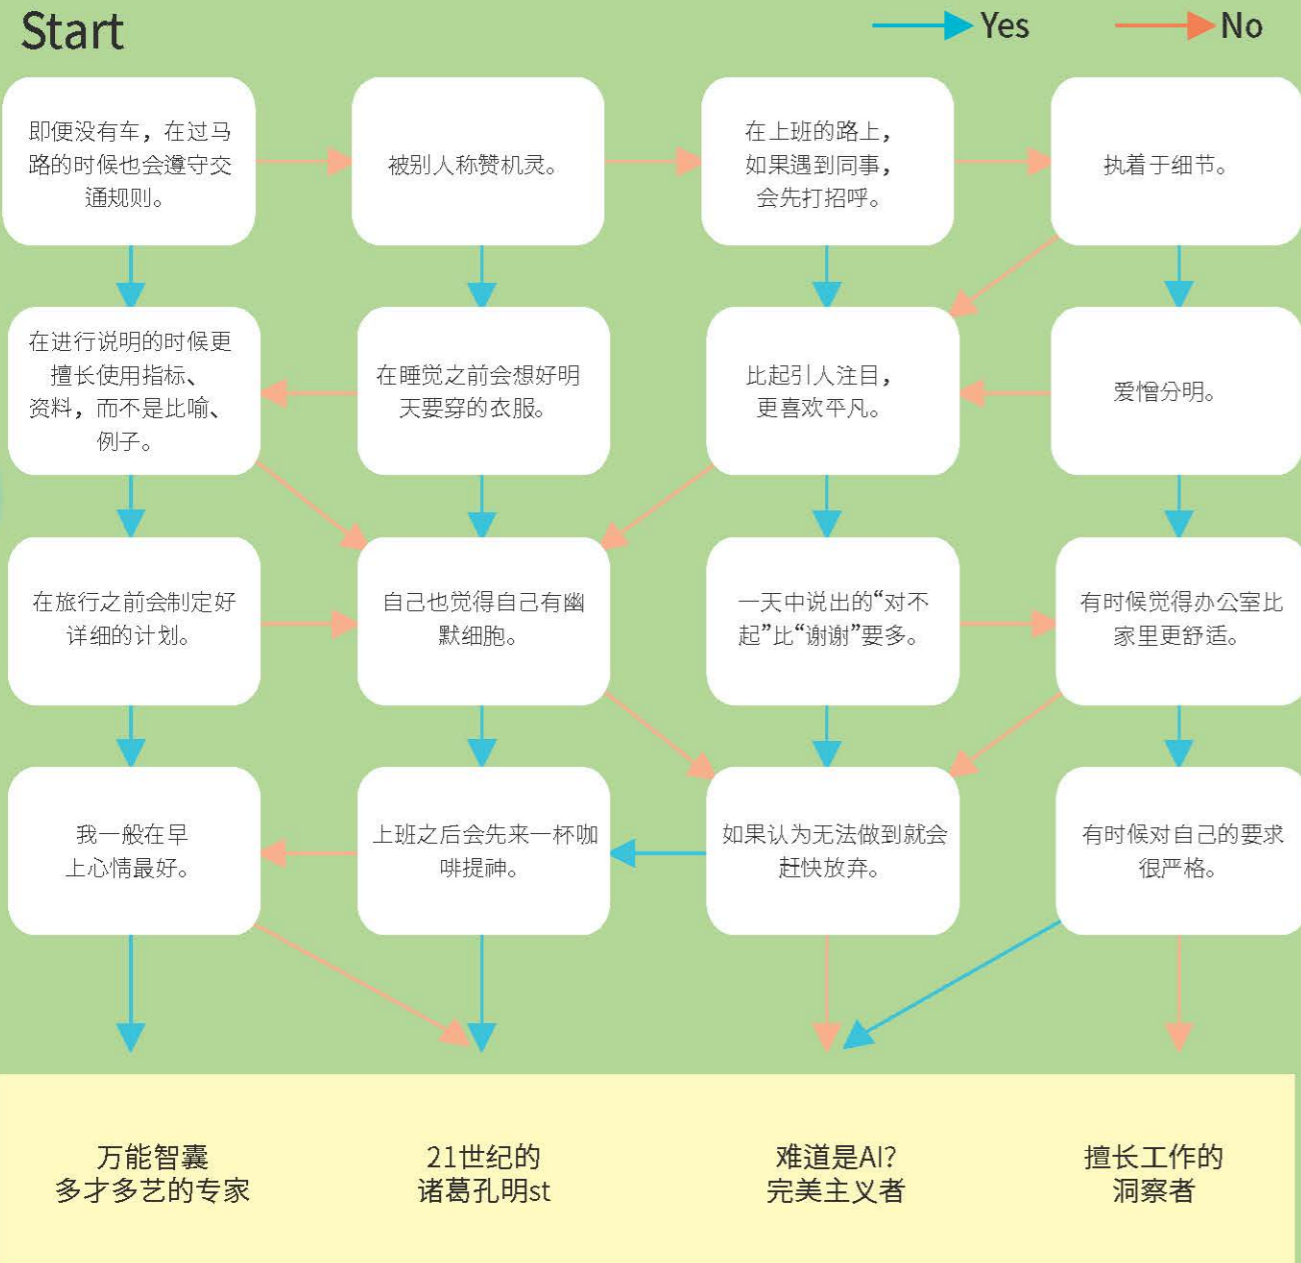 Start
Yes
No
即便没有车，在过马
路的时候也会遵守交
通规则。
被别人称赞机灵。
在上班的路上，
如果遇到同事，
会先打招呼。
执着于细节。
在进行说明的时候更
擅长使用指标、
资料，而不是比喻、
例子。
在睡觉之前会想好明
天要穿的衣服。
比起引人注目，
更喜欢平凡。
爱憎分明。
在旅行之前会制定好
详细的计划。
自己也觉得自己有幽
默细胞。
一天中说出的“对不
起”比“谢谢”要多。
有时候觉得办公室比
家里更舒适。
我一般在早
上心情最好。
上班之后会先来一杯咖
啡提神。
如果认为无法做到就会
赶快放弃。
有时候对自己的要求
很严格。
万能智囊
多才多艺的专家
21世纪的
诸葛孔明st
难道是AI?
完美主义者
擅长工作的
洞察者